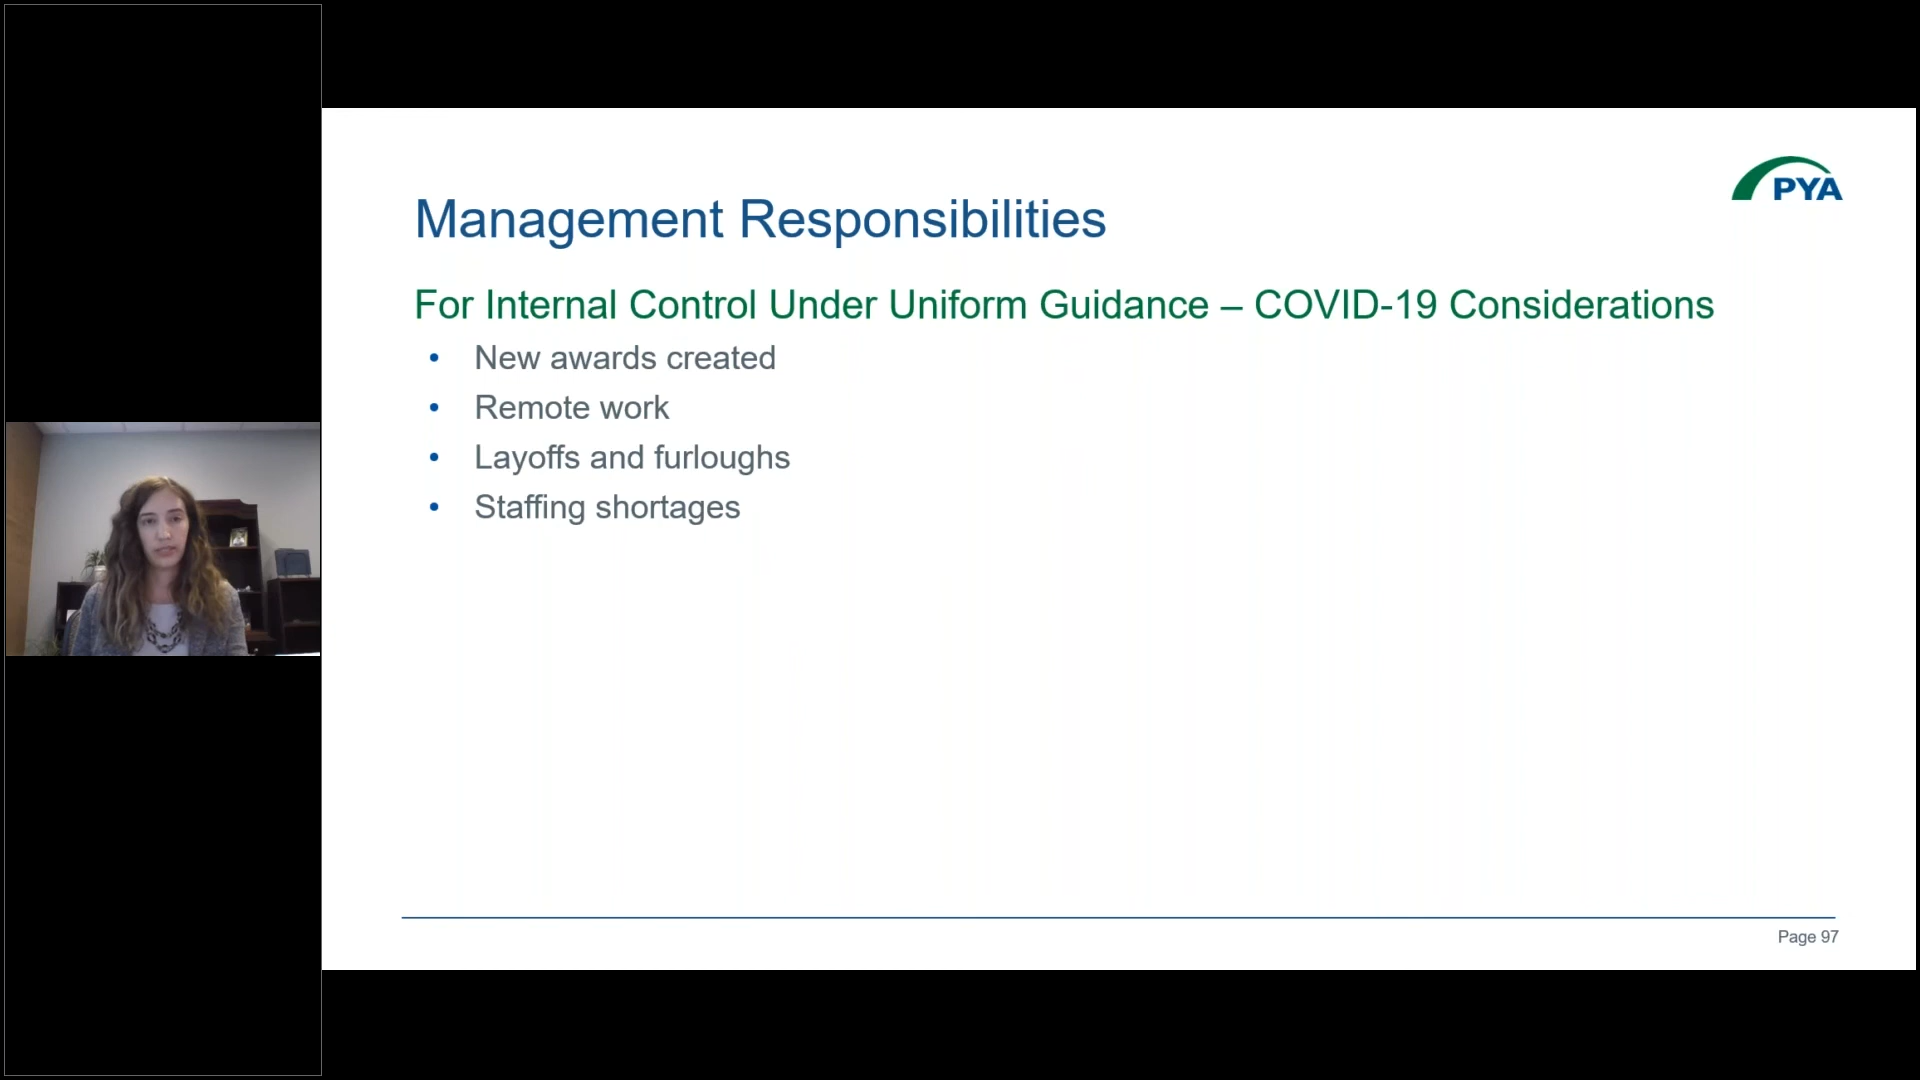 PYA
Management Responsibilities
For Internal Control Under Uniform Guidance – COVID-19 Considerations
• New awards created
• Remote work
• Layoffs and furloughs
• Staffing shortages
Page 97